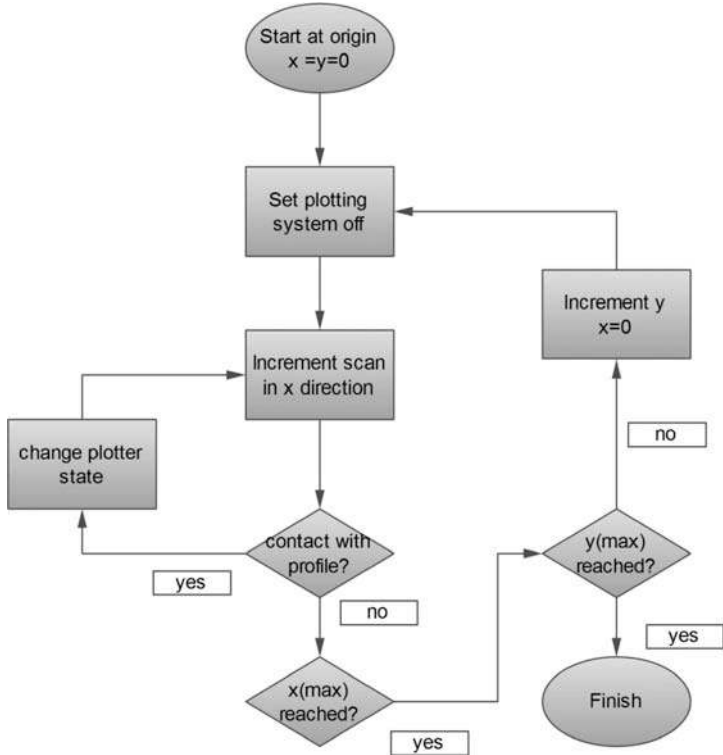 Start at origin
x =y=0
Set plotting
system off
Increment scan
in x direction
change plotter
state
contact with
profile?
yes
no
x(max)
reached?
yes
y(max)
reached?
no
Increment y
x=0
yes
Finish